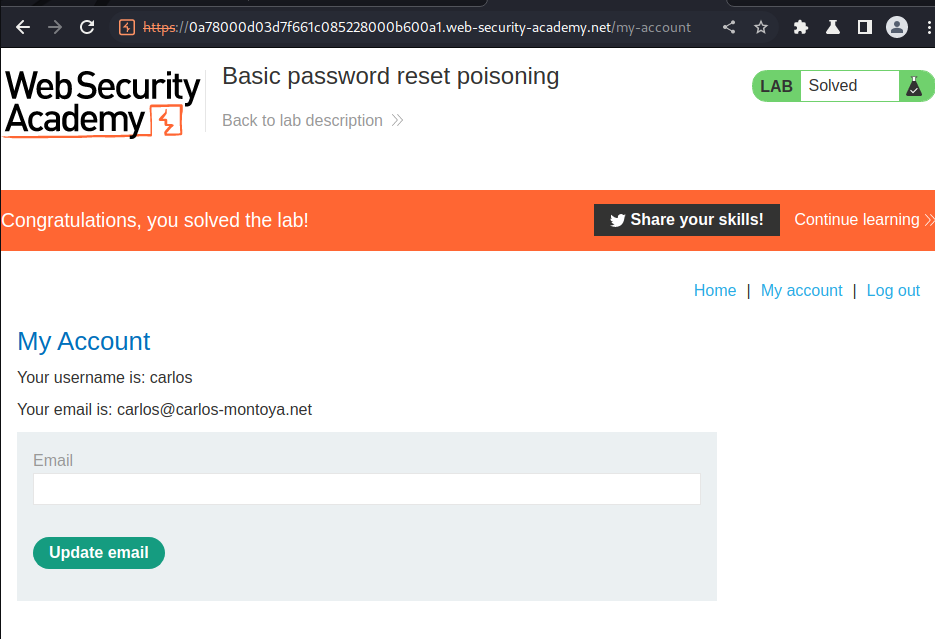 https://0a78000d03d7f661c085228000b600a1.web-security-academy.net/my-account
Web Security
Academy
Basic password reset poisoning
Back to lab description
LAB Solved
Congratulations, you solved the lab!
Share your skills!
Continue learning
Home | My account | Log out
My Account
Your username is: carlos
Your email is: carlos@carlos-montoya.net
Email
Update email